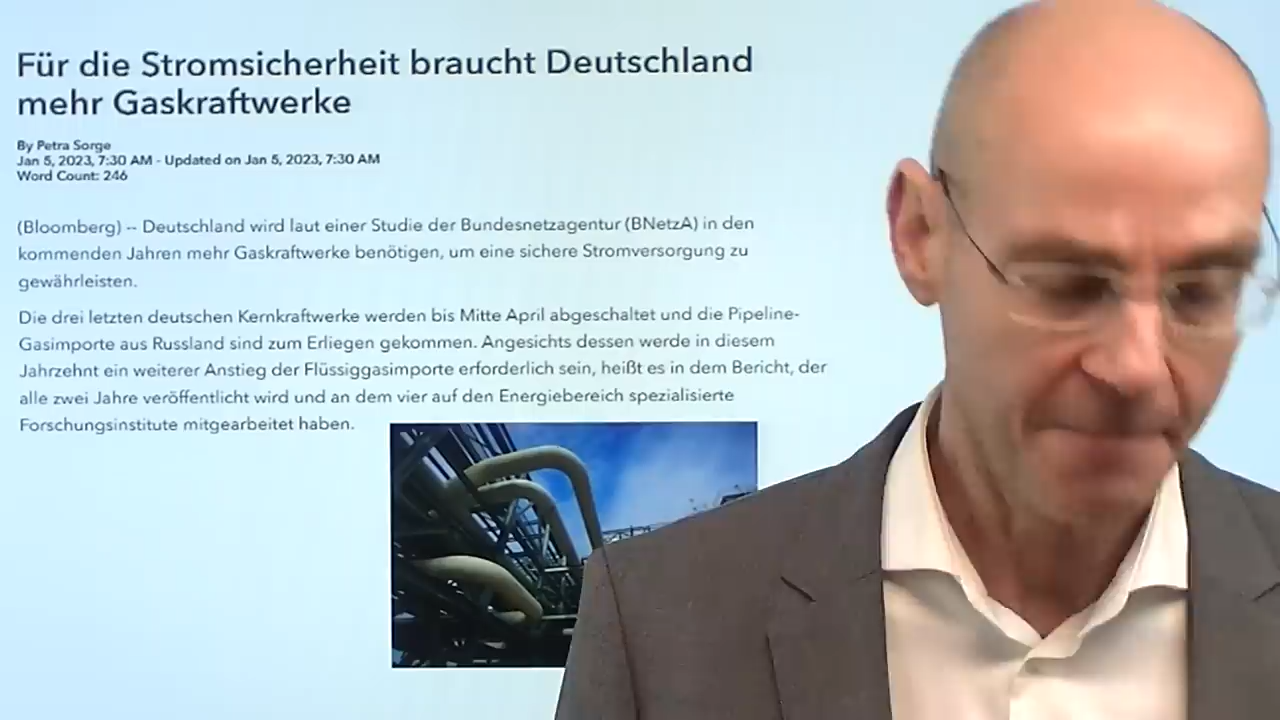 Für die Stromsicherheit braucht Deutschland
mehr Gaskraftwerke
By Petra Sorge
Jan 5, 2023, 7:30 AM - Updated on Jan 5, 2023, 7:30 AM
Word Count: 246
(Bloomberg) -- Deutschland wird laut einer Studie der Bundesnetzagentur (BNetzA) in den
kommenden Jahren mehr Gaskraftwerke benötigen, um eine sichere Stromversorgung zu
gewährleisten.
Die drei letzten deutschen Kernkraftwerke werden bis Mitte April abgeschaltet und die Pipeline-
Gasimporte aus Russland sind zum Erliegen gekommen. Angesichts dessen werde in diesem
Jahrzehnt ein weiterer Anstieg der Flüssiggasimporte erforderlich sein, heißt es in dem Bericht, der
alle zwei Jahre veröffentlicht wird und an dem vier auf den Energiebereich spezialisierte
Forschungsinstitute mitgearbeitet haben.